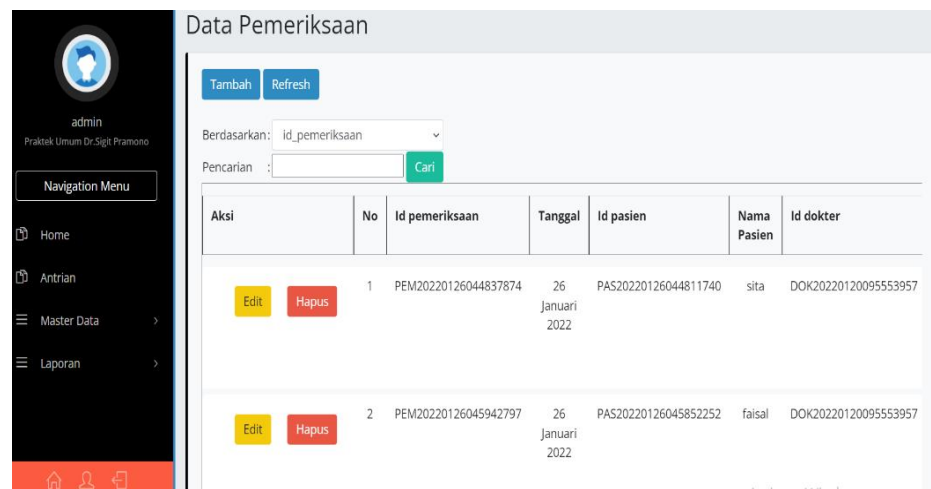 Data Pemeriksaan
admin
Praktek Umum Dr.Sigit Pramono
Navigation Menu
Home
Antrian
Master Data
Laporan
Tambah Refresh
Berdasarkan: id_pemeriksaan
Pencarian : Cari
Aksi No Id pemeriksaan Tanggal Id pasien Nama Pasien Id dokter
Edit Hapus 1 PEM20220126044837874 26 Januari 2022 PAS20220126044811740 sita DOK20220120095553957
Edit Hapus 2 PEM20220126045942797 26 Januari 2022 PAS20220126045852252 faisal DOK20220120095553957